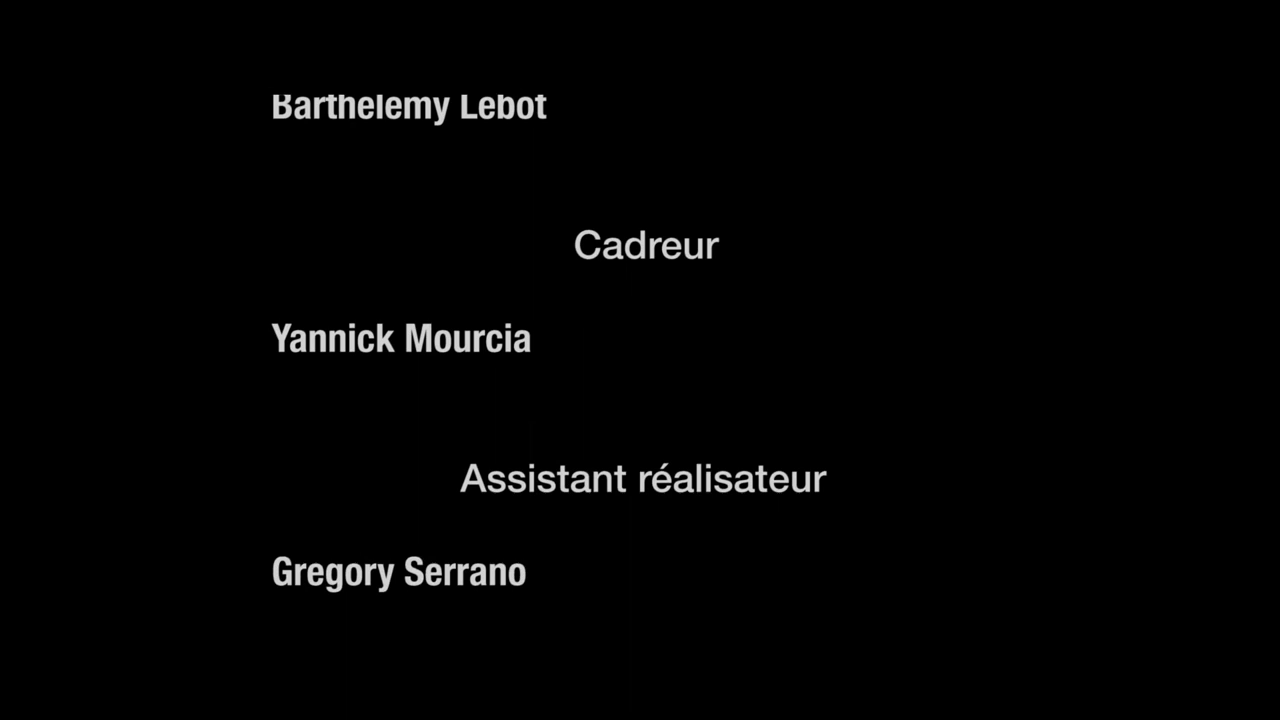 Barthelemy Lebot
Cadreur
Yannick Mourcia
Assistant réalisateur
Gregory Serrano